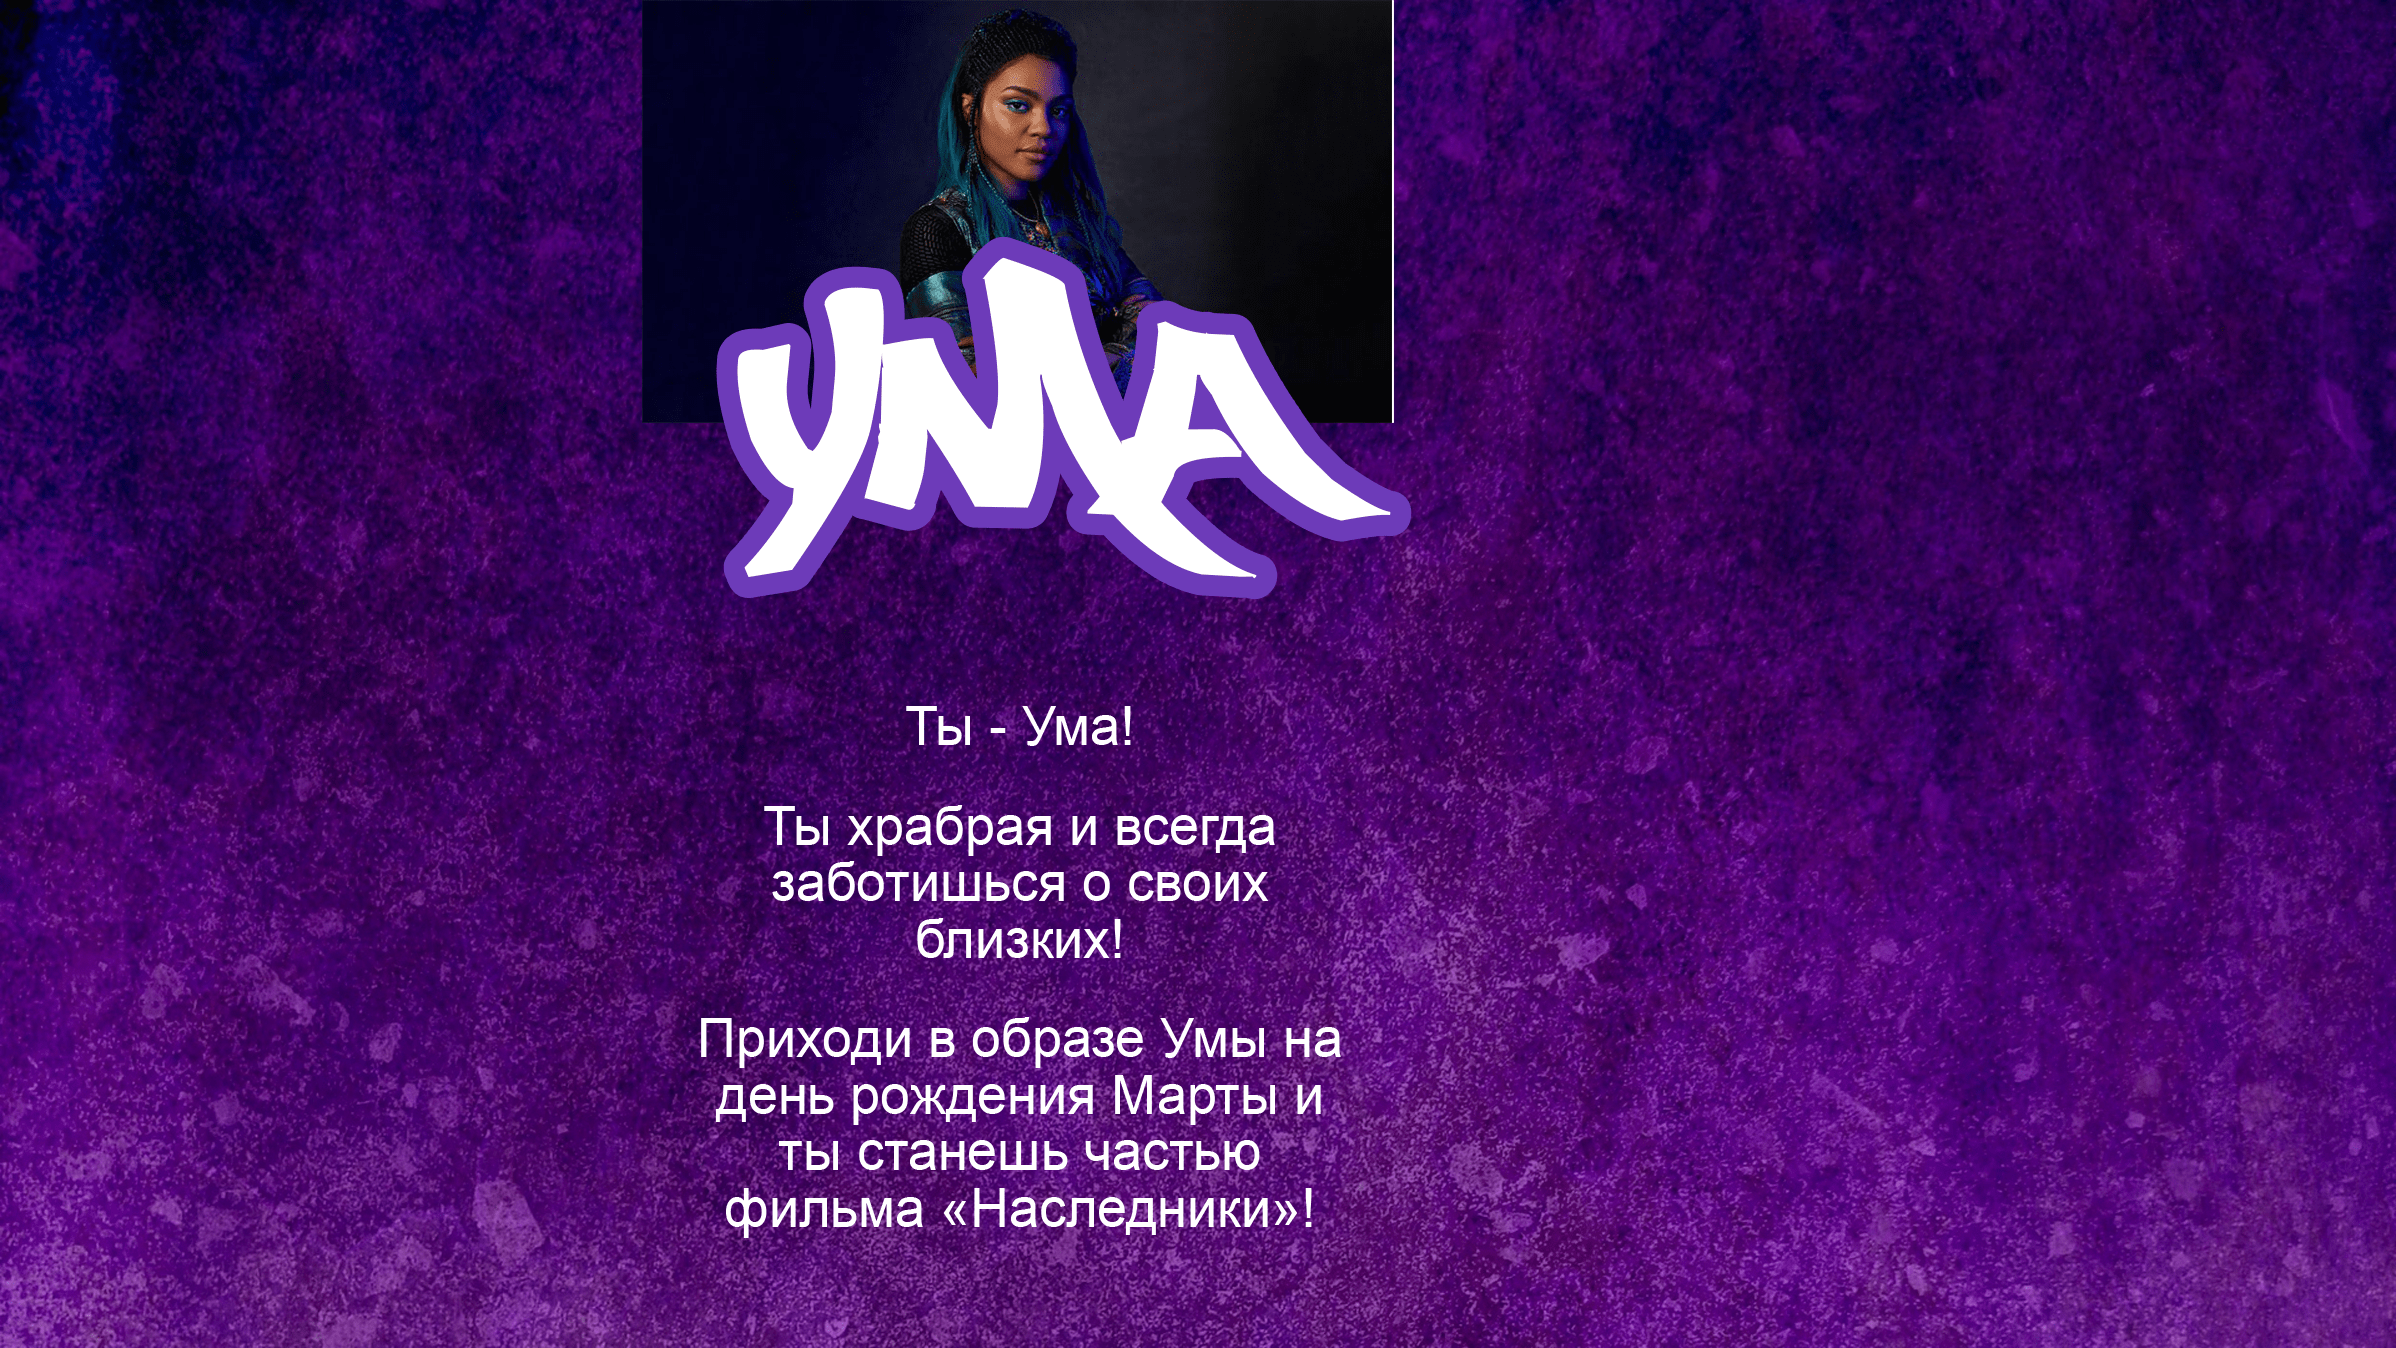 УМА
Ты - Ума!
Ты храбрая и всегда
заботишься о своих
близких!
Приходи в образе Умы на
день рождения Марты и
ты станешь частью
фильма «Наследники»!